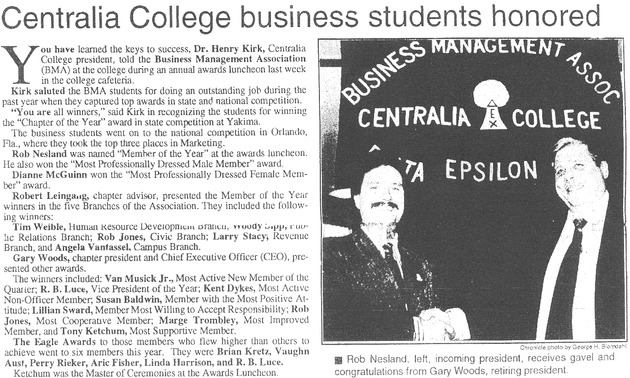 Centralia College business students honored
You have learned the keys to success, Dr. Henry Kirk, Centralia
College president, told the Business Management Association
(BMA) at the college during an annual awards luncheon last week
in the college cafeteria.
Kirk saluted the BMA students for doing an outstanding job during the
past year when they captured top awards in state and national competition.
"You are all winners," said Kirk in recognizing the students for winning
the "Chapter of the Year" award in state competition at Yakima.
The business students went on to the national competition in Orlando,
Fla., where they took the top three places in Marketing.
Rob Nesland was named "Member of the Year" at the awards luncheon.
He also won the "Most Professionally Dressed Male Member" award.
Dianne McGuinn won the "Most Professionally Dressed Female Mem-
ber" award.
Robert Leingang, chapter advisor, presented the Member of the Year
winners in the five Branches of the Association. They included the follow-
ing winners:
Tim Weible, Human Resource Development Branch, Woody Sipp, Pub-
lic Relations Branch; Rob Jones, Civic Branch; Larry Stacy, Revenue
Branch, and Angela Vantassel, Campus Branch.
Gary Woods, chapter president and Chief Executive Officer (CEO), pre-
sented other awards.
The winners included: Van Musick Jr., Most Active New Member of the
Quarter; R. B. Luce, Vice President of the Year; Kent Dykes, Most Active
Non-Officer Member; Susan Baldwin, Member with the Most Positive At-
titude; Lillian Sward, Member Most Willing to Accept Responsibility; Rob
Jones, Most Cooperative Member; Marge Trombley, Most Improved
Member, and Tony Ketchum, Most Supportive Member.
The Eagle Awards to those members who flew higher than others to
achieve went to six members this year. They were Brian Kretz, Vaughn
Aust, Perry Rieker, Aric Fisher, Linda Harrison, and R. B. Luce.
Ketchum was the Master of Ceremonies at the Awards Luncheon.
BUSINESS MANAGEMENT ASSOC
CENTRALIA ΔΕΧ COLLEGE
TA EPSILON
Chronicle photo by George H. Blomdahl
Rob Nesland, left, incoming president, receives gavel and
congratulations from Gary Woods, retiring president.